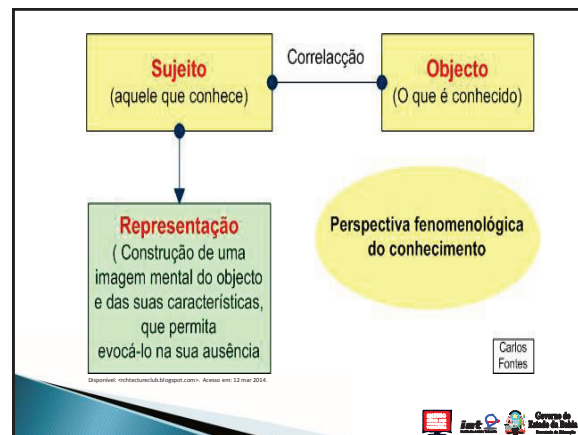 Sujeito
(aquele que conhece)
Correlacção
Objecto
(O que é conhecido)
Representação
( Construção de uma
imagem mental do objecto
e das suas características,
que permita
evocá-lo na sua ausência
Perspectiva fenomenológica
do conhecimento
Carlos
Fontes
Disponível: <rchtectureclub.blogspot.com>. Acesso em: 12 mar 2014.
Governo do
Estado da Bahia